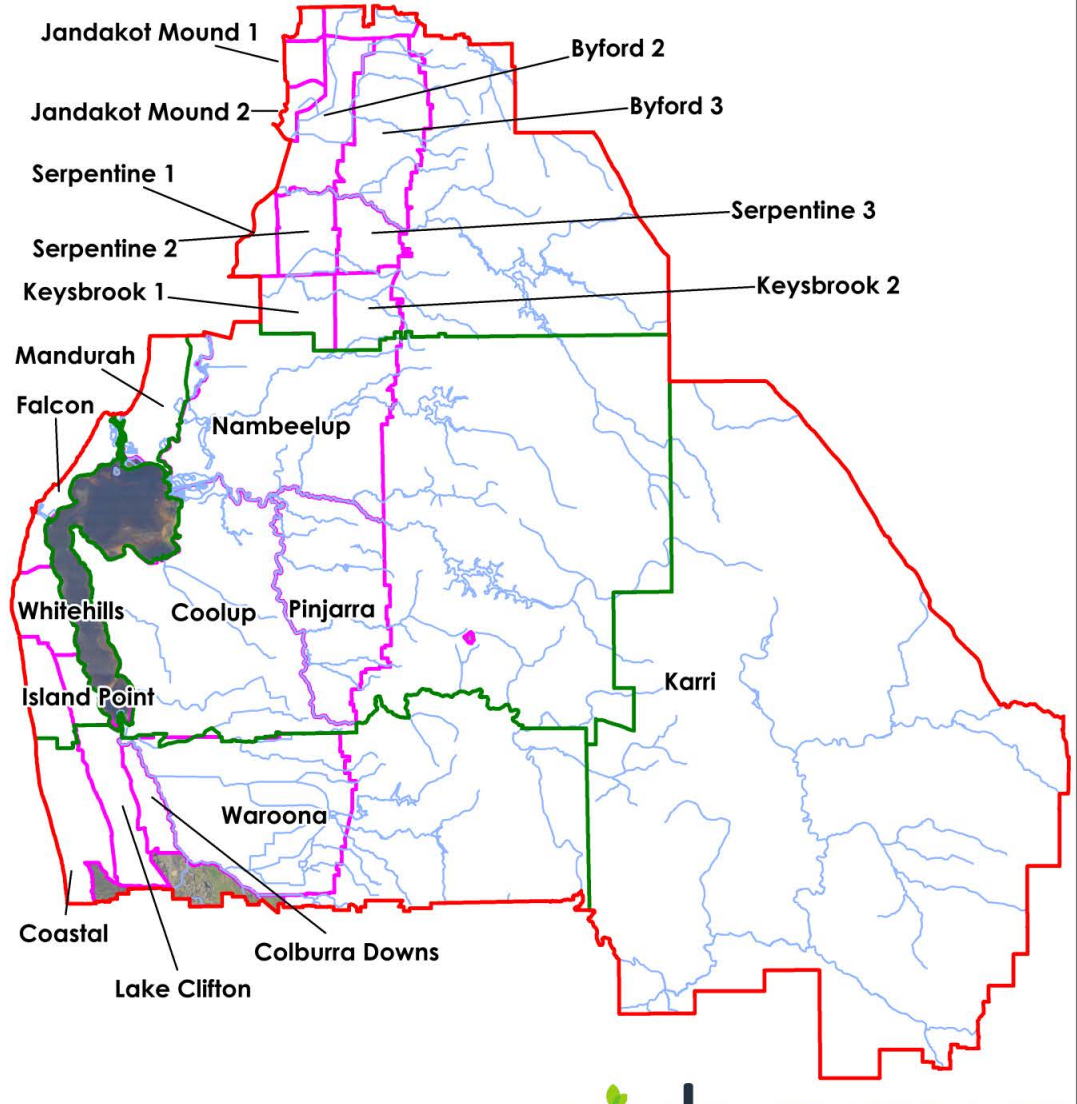 Jandakot Mound 1
Byford 2
Jandakot Mound 2
Byford 3
Serpentine 1
Serpentine 3
Serpentine 2
Keysbrook 1
Keysbrook 2
Mandurah
Falcon
Nambeelup
Whitehills
Coolup
Pinjarra
Karri
Island Point
Waroona
Coastal
Colburra Downs
Lake Clifton